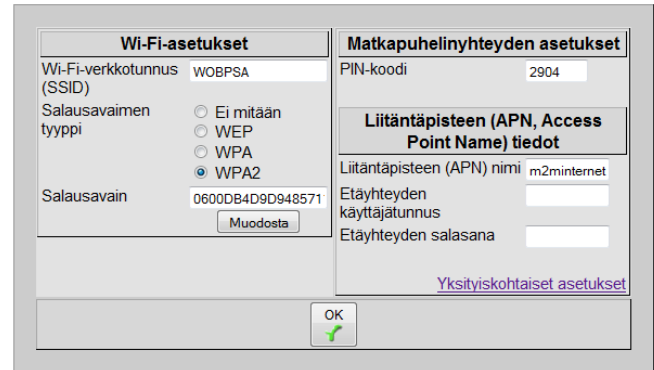 Wi-Fi-asetukset
Wi-Fi-verkkotunnus
(SSID)
WOBPSA
Salausavaimen
tyyppi
Ei mitään
WEP
WPA
WPA2
Salausavain
0600DB4D9D948571
Muodosta
Matkapuhelinyhteyden asetukset
PIN-koodi
2904
Liitäntäpisteen (APN, Access
Point Name) tiedot
Liitäntäpisteen (APN) nimi
m2minternet
Etäyhteyden
käyttäjätunnus
Etäyhteyden salasana
Yksityiskohtaiset asetukset
OK